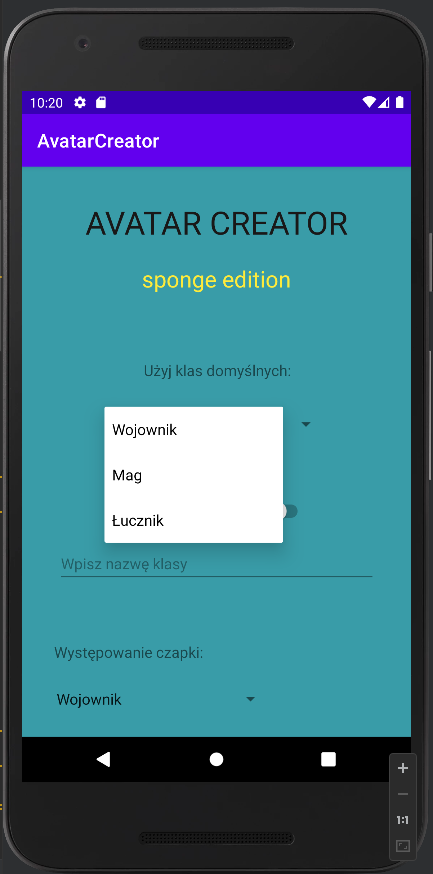 10:20
AvatarCreator
AVATAR CREATOR
sponge edition
Użyj klas domyślnych:
Wojownik
Mag
Łucznik
Wpisz nazwę klasy
Występowanie czapki:
Wojownik
1:1